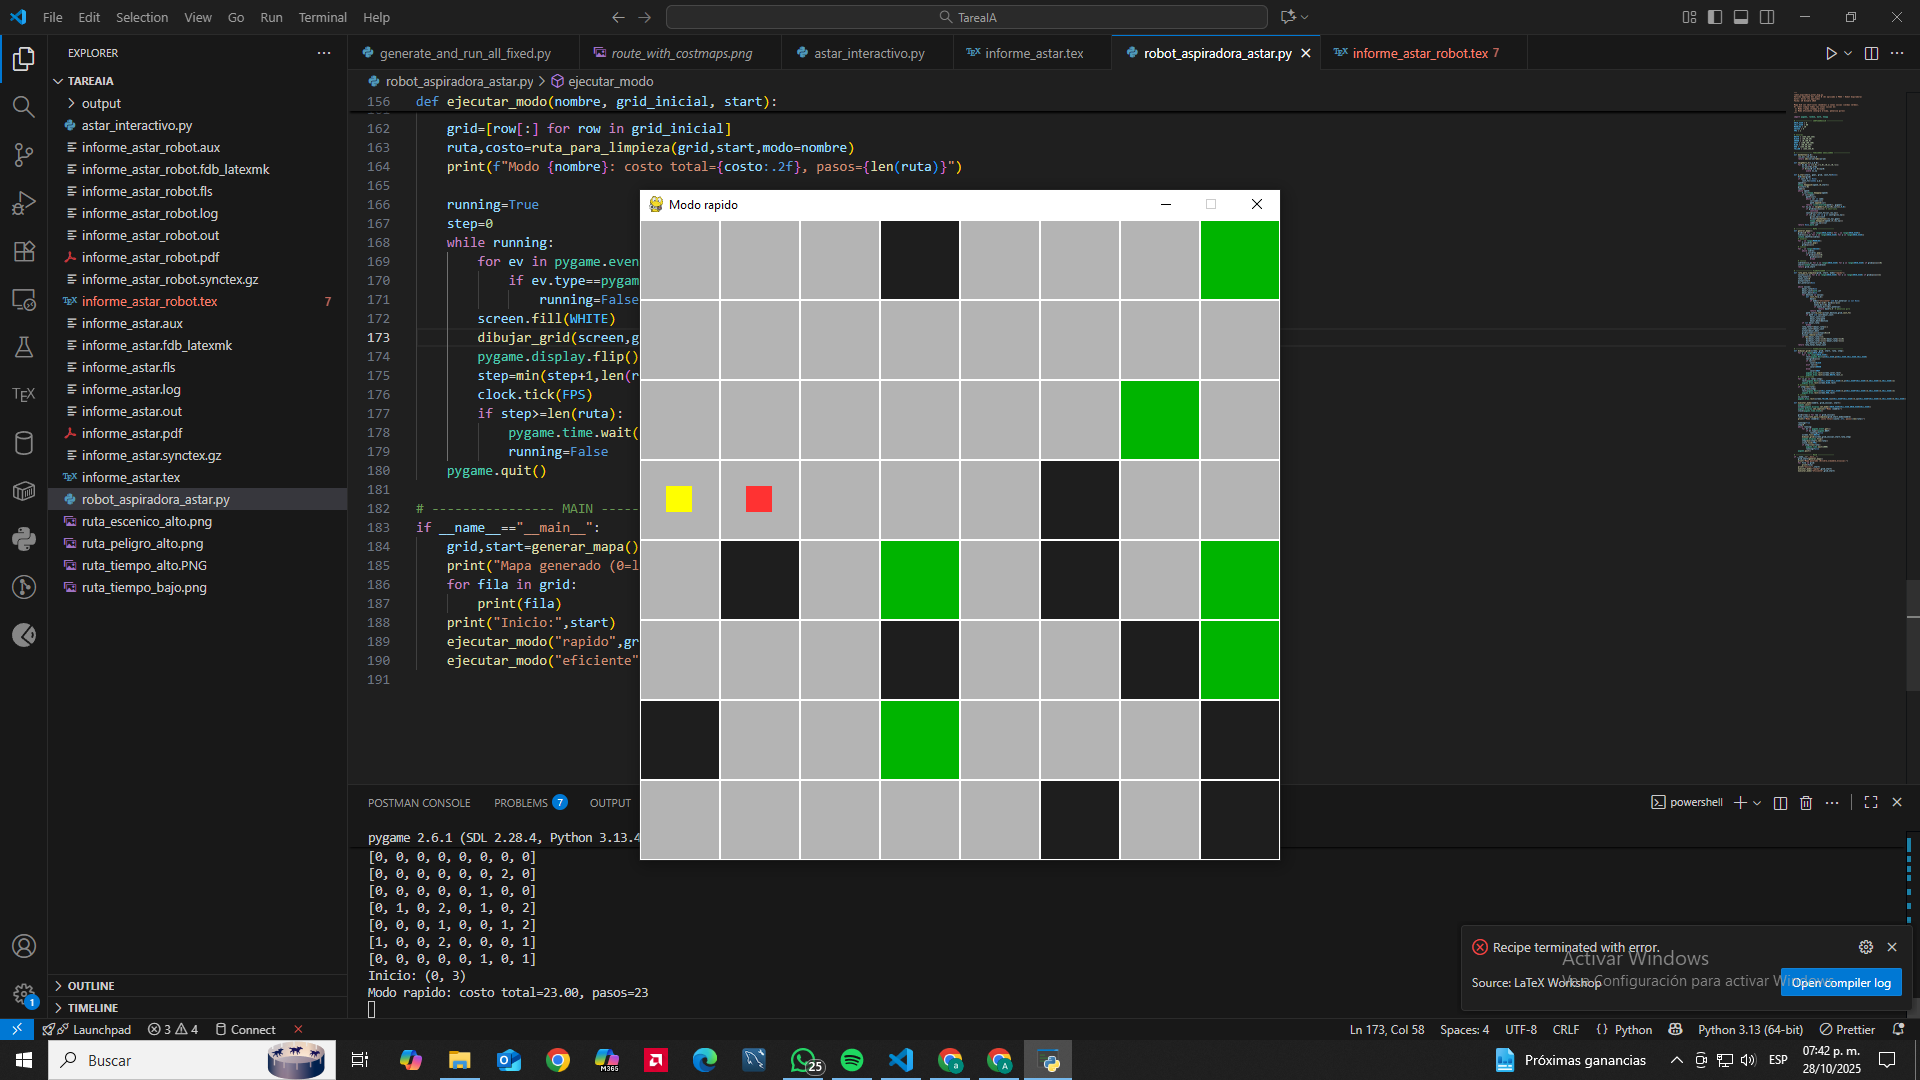 File Edit Selection View Go Run Terminal Help
TareaIA
EXPLORER
generate_and_run_all_fixed.py
route_with_costmaps.png
astar_interactivo.py
informe_astar.tex
robot_aspiradora_astar.py
informe_astar_robot.tex 7
TAREAIA
output
astar_interactivo.py
informe_astar_robot.aux
informe_astar_robot.fdb_latexmk
informe_astar_robot.fls
informe_astar_robot.log
informe_astar_robot.out
informe_astar_robot.pdf
informe_astar_robot.synctex.gz
informe_astar_robot.tex 7
informe_astar.aux
informe_astar.fdb_latexmk
informe_astar.fls
informe_astar.log
informe_astar.out
informe_astar.pdf
informe_astar.synctex.gz
informe_astar.tex
robot_aspiradora_astar.py
ruta_escenico_alto.png
ruta_peligro_alto.png
ruta_tiempo_alto.PNG
ruta_tiempo_bajo.png
OUTLINE
TIMELINE
robot_aspiradora_astar.py > ejecutar_modo
156 def ejecutar_modo(nombre, grid_inicial, start):
162 grid=[row[:] for row in grid_inicial]
163 ruta,costo=ruta_para_limpieza(grid,start,modo=nombre)
164 print(f"Modo {nombre}: costo total={costo:.2f}, pasos={len(ruta)}")
165
166 running=True
167 step=0
168 while running:
169 for ev in pygame.even
170 if ev.type==pygam
171 running=False
172 screen.fill(WHITE)
173 dibujar_grid(screen,g
174 pygame.display.flip()
175 step=min(step+1,len(r
176 clock.tick(FPS)
177 if step>=len(ruta):
178 pygame.time.wait(
179 running=False
180 pygame.quit()
181
182 # ---------------- MAIN -----
183 if __name__=="__main__":
184 grid,start=generar_mapa()
185 print("Mapa generado (0=l
186 for fila in grid:
187 print(fila)
188 print("Inicio:",start)
189 ejecutar_modo("rapido",gr
190 ejecutar_modo("eficiente"
191
Modo rapido
POSTMAN CONSOLE PROBLEMS 7 OUTPUT
powershell
pygame 2.6.1 (SDL 2.28.4, Python 3.13.4
[0, 0, 0, 0, 0, 0, 0, 0]
[0, 0, 0, 0, 0, 0, 2, 0]
[0, 0, 0, 0, 0, 1, 0, 0]
[0, 1, 0, 2, 0, 1, 0, 2]
[0, 0, 0, 1, 0, 0, 1, 2]
[1, 0, 0, 2, 0, 0, 0, 1]
[0, 0, 0, 0, 0, 1, 0, 1]
Inicio: (0, 3)
Modo rapido: costo total=23.00, pasos=23
Recipe terminated with error.
Source: LaTeX Workshop
Open compiler log
Activar Windows
Ve a Configuración para activar Windows.
1
Launchpad 3 4 Connect
Ln 173, Col 58 Spaces: 4 UTF-8 CRLF {} Python Python 3.13 (64-bit) Prettier
Buscar
M365
25
Próximas ganancias
ESP
07:42 p. m.
28/10/2025